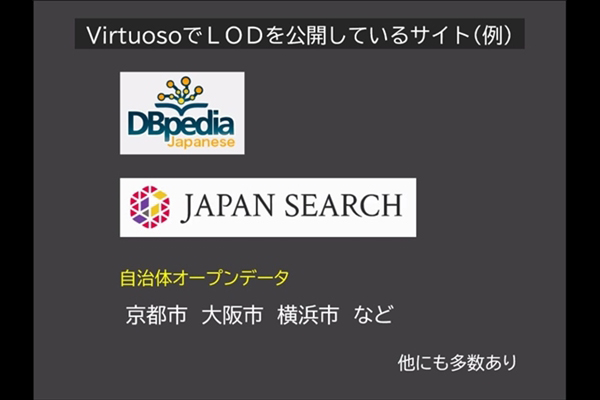 VirtuosoでＬＯＤを公開しているサイト(例)
DBpedia
Japanese
JAPAN SEARCH
自治体オープンデータ
京都市　大阪市　横浜市　など
他にも多数あり